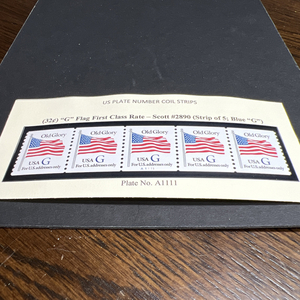 US PLATE NUMBER COIL STRIPS
(32¢) "G" Flag First Class Rate – Scott #2890 (Strip of 5; Blue "G")
Old Glory Old Glory Old Glory Old Glory Old Glory
USA G USA G USA G USA G USA G
For U.S. addresses only For U.S. addresses only For U.S. addresses only For U.S. addresses only For U.S. addresses only
Plate No. A1111